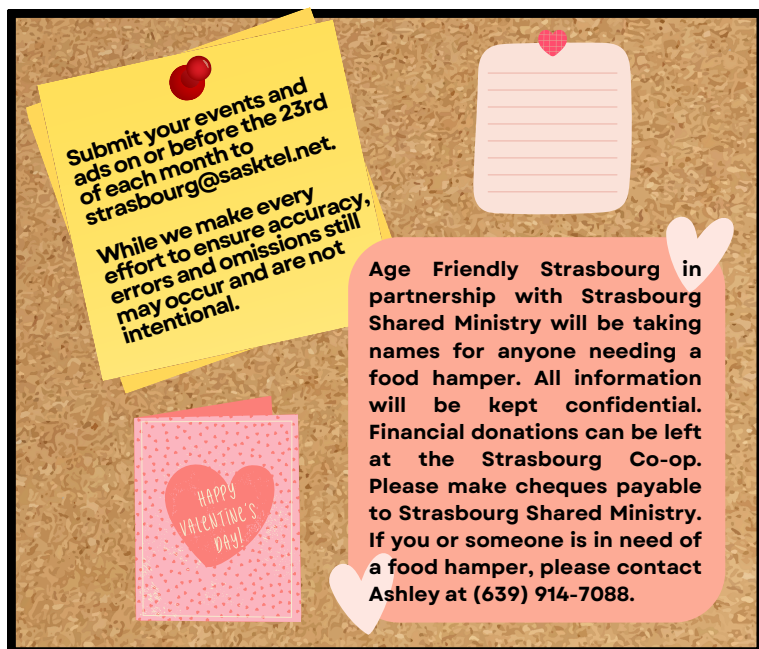 Submit your events and
ads on or before the 23rd
of each month to
strasbourg@sasktel.net.
While we make every
effort to ensure accuracy,
errors and omissions still
may occur and are not
intentional.
Age Friendly Strasbourg in
partnership with Strasbourg
Shared Ministry will be taking
names for anyone needing a
food hamper. All information
will be kept confidential.
Financial donations can be left
at the Strasbourg Co-op.
Please make cheques payable
to Strasbourg Shared Ministry.
If you or someone is in need of
a food hamper, please contact
Ashley at (639) 914-7088.
HAPPY
VALENTINE'S
DAY!